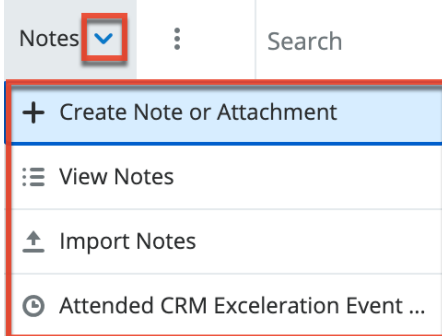 Notes
Search
Create Note or Attachment
View Notes
Import Notes
Attended CRM Exceleration Event ...